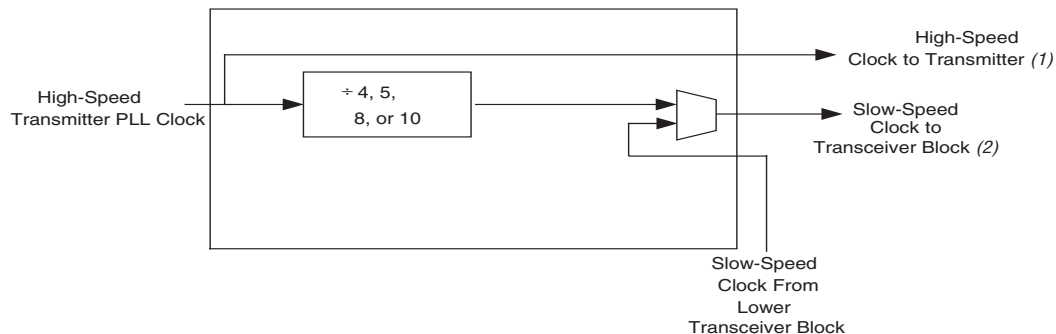 High-Speed
Clock to Transmitter (1)
High-Speed
Transmitter PLL Clock
÷ 4, 5,
8, or 10
Slow-Speed
Clock to
Transceiver Block (2)
Slow-Speed
Clock From
Lower
Transceiver Block